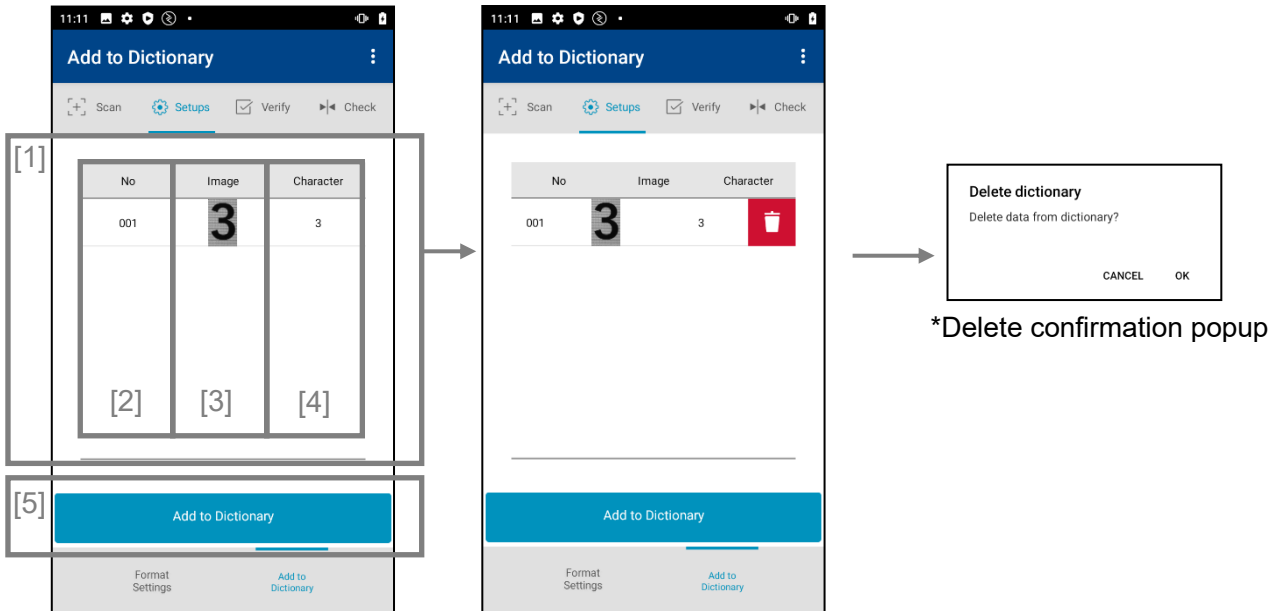 11:11
Add to Dictionary
Scan Setups Verify Check
[1]
No Image Character
001 3 3
[2] [3] [4]
[5]
Add to Dictionary
Format Settings
Add to Dictionary
11:11
Add to Dictionary
Scan Setups Verify Check
No Image Character
001 3 3
Add to Dictionary
Format Settings
Add to Dictionary
Delete dictionary
Delete data from dictionary?
CANCEL OK
*Delete confirmation popup